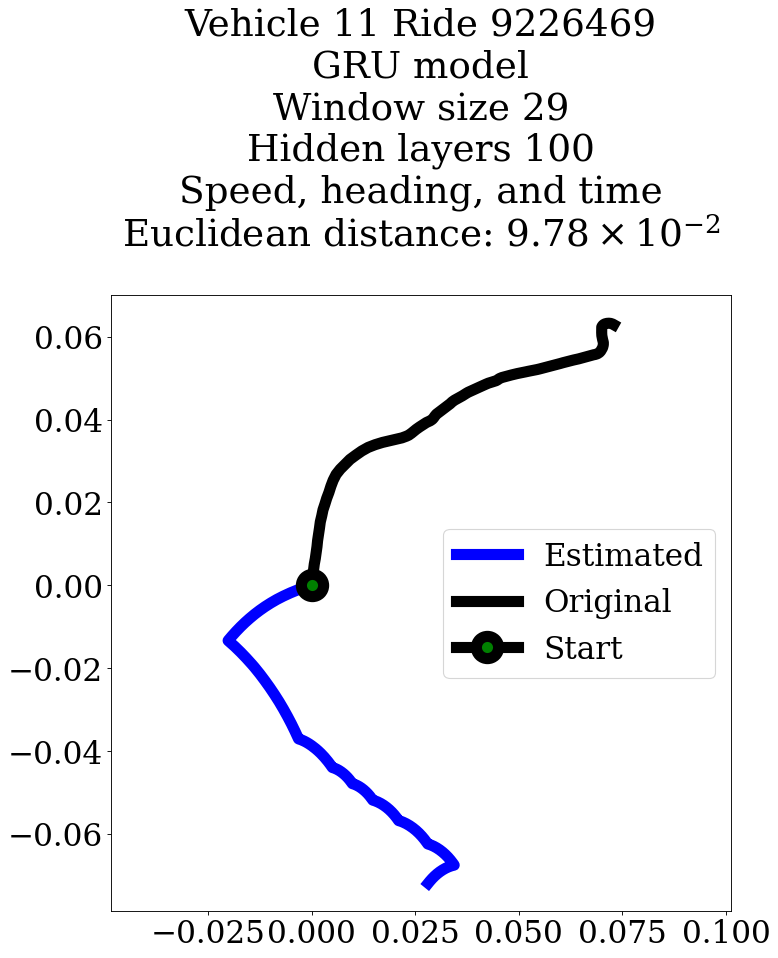 Vehicle 11 Ride 9226469
GRU model
Window size 29
Hidden layers 100
Speed, heading, and time
Euclidean distance: 9.78 × 10⁻²
0.06
0.04
0.02
0.00
−0.02
−0.04
−0.06
Estimated
Original
Start
−0.025 0.000 0.025 0.050 0.075 0.100